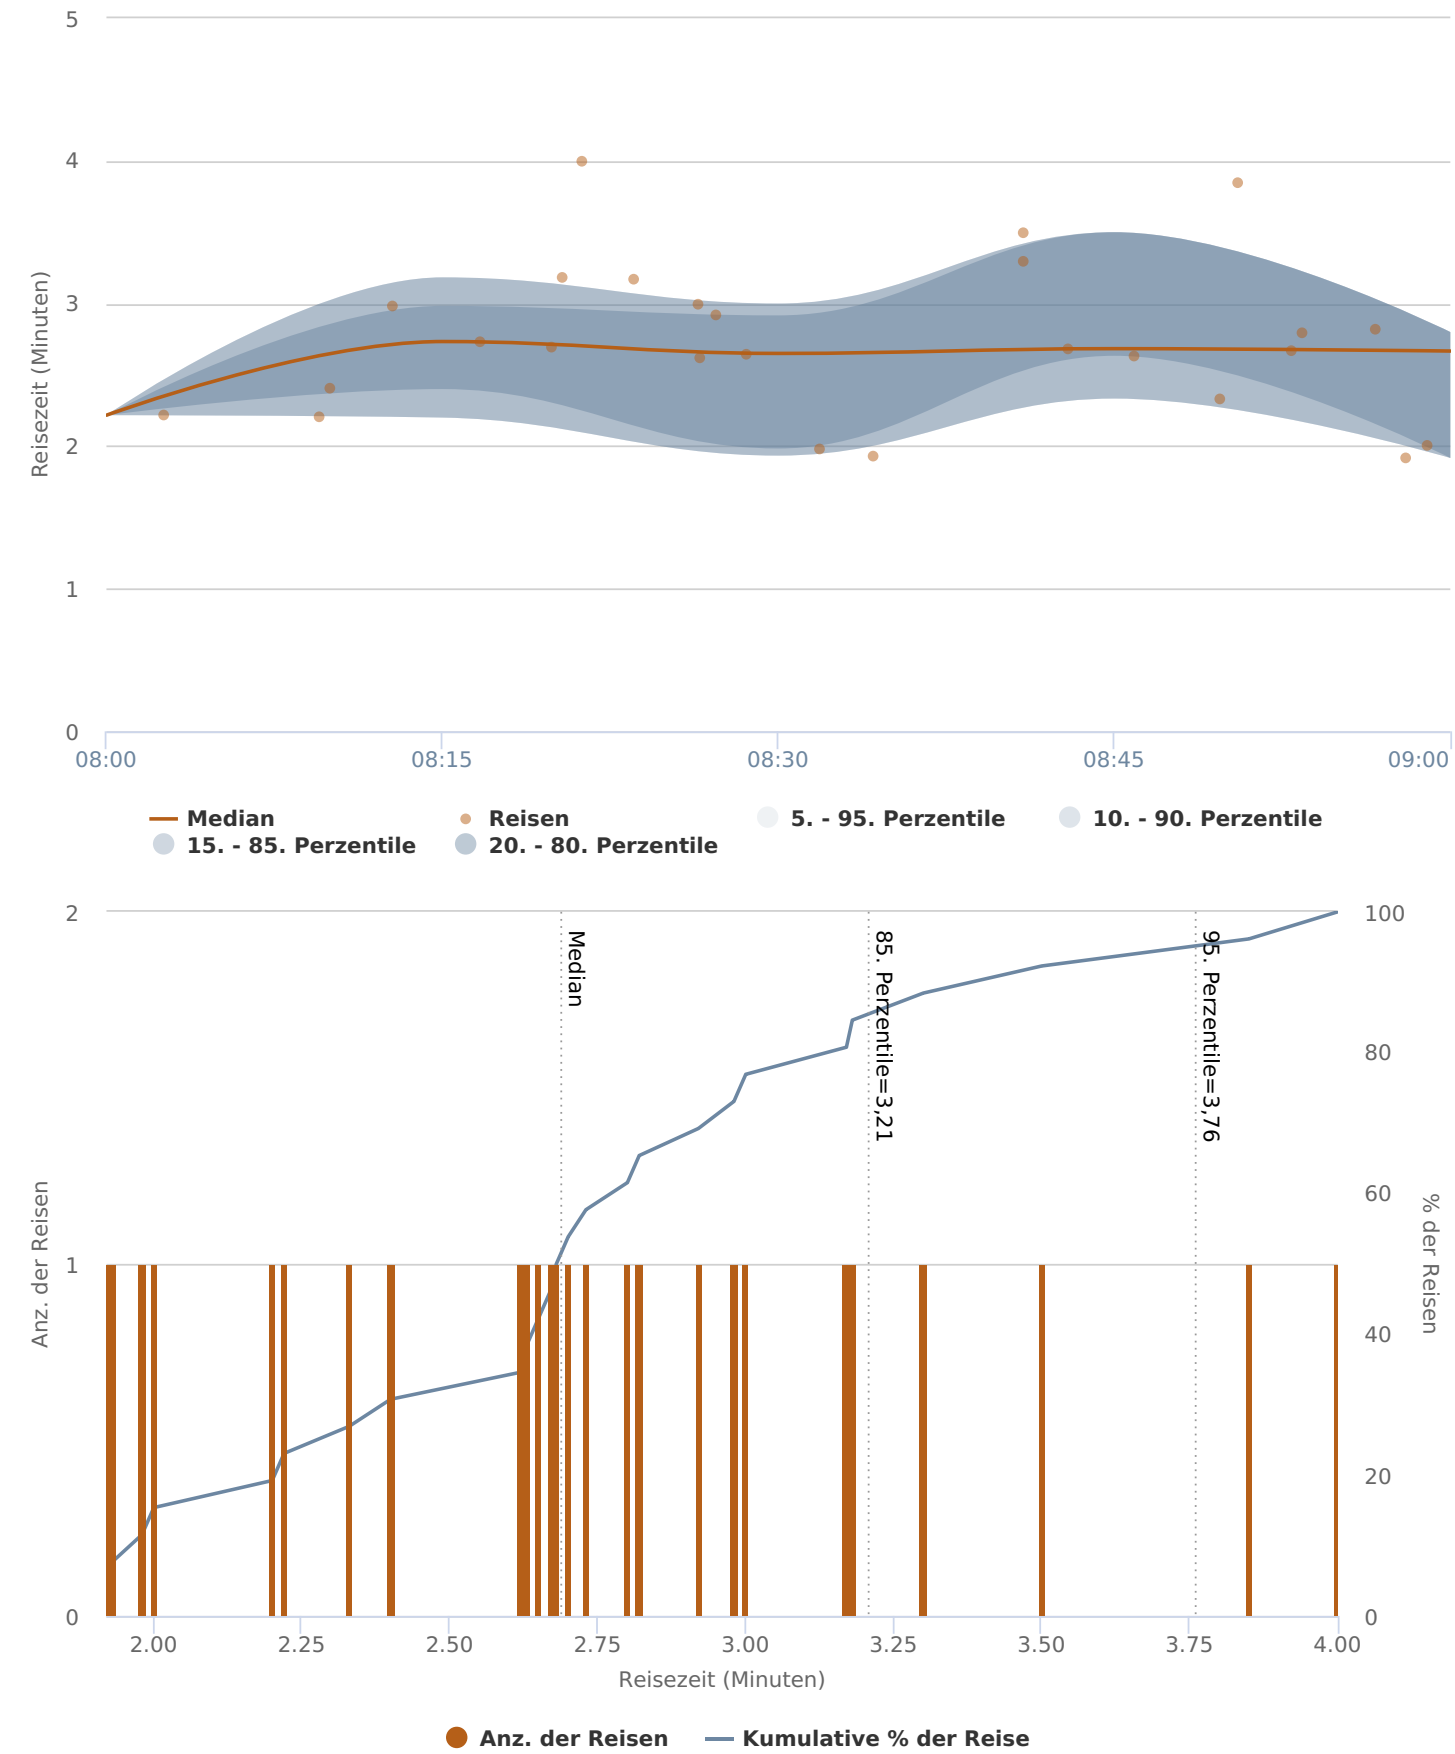 5
4
3
2
1
0
Reisezeit (Minuten)
08:00 08:15 08:30 08:45 09:00
Median Reisen 5. - 95. Perzentile 10. - 90. Perzentile
15. - 85. Perzentile 20. - 80. Perzentile
2
1
0
Anz. der Reisen
Median
85. Perzentile=3,21
95. Perzentile=3,76
100
80
60
40
20
0
% der Reisen
2.00 2.25 2.50 2.75 3.00 3.25 3.50 3.75 4.00
Reisezeit (Minuten)
Anz. der Reisen Kumulative % der Reise